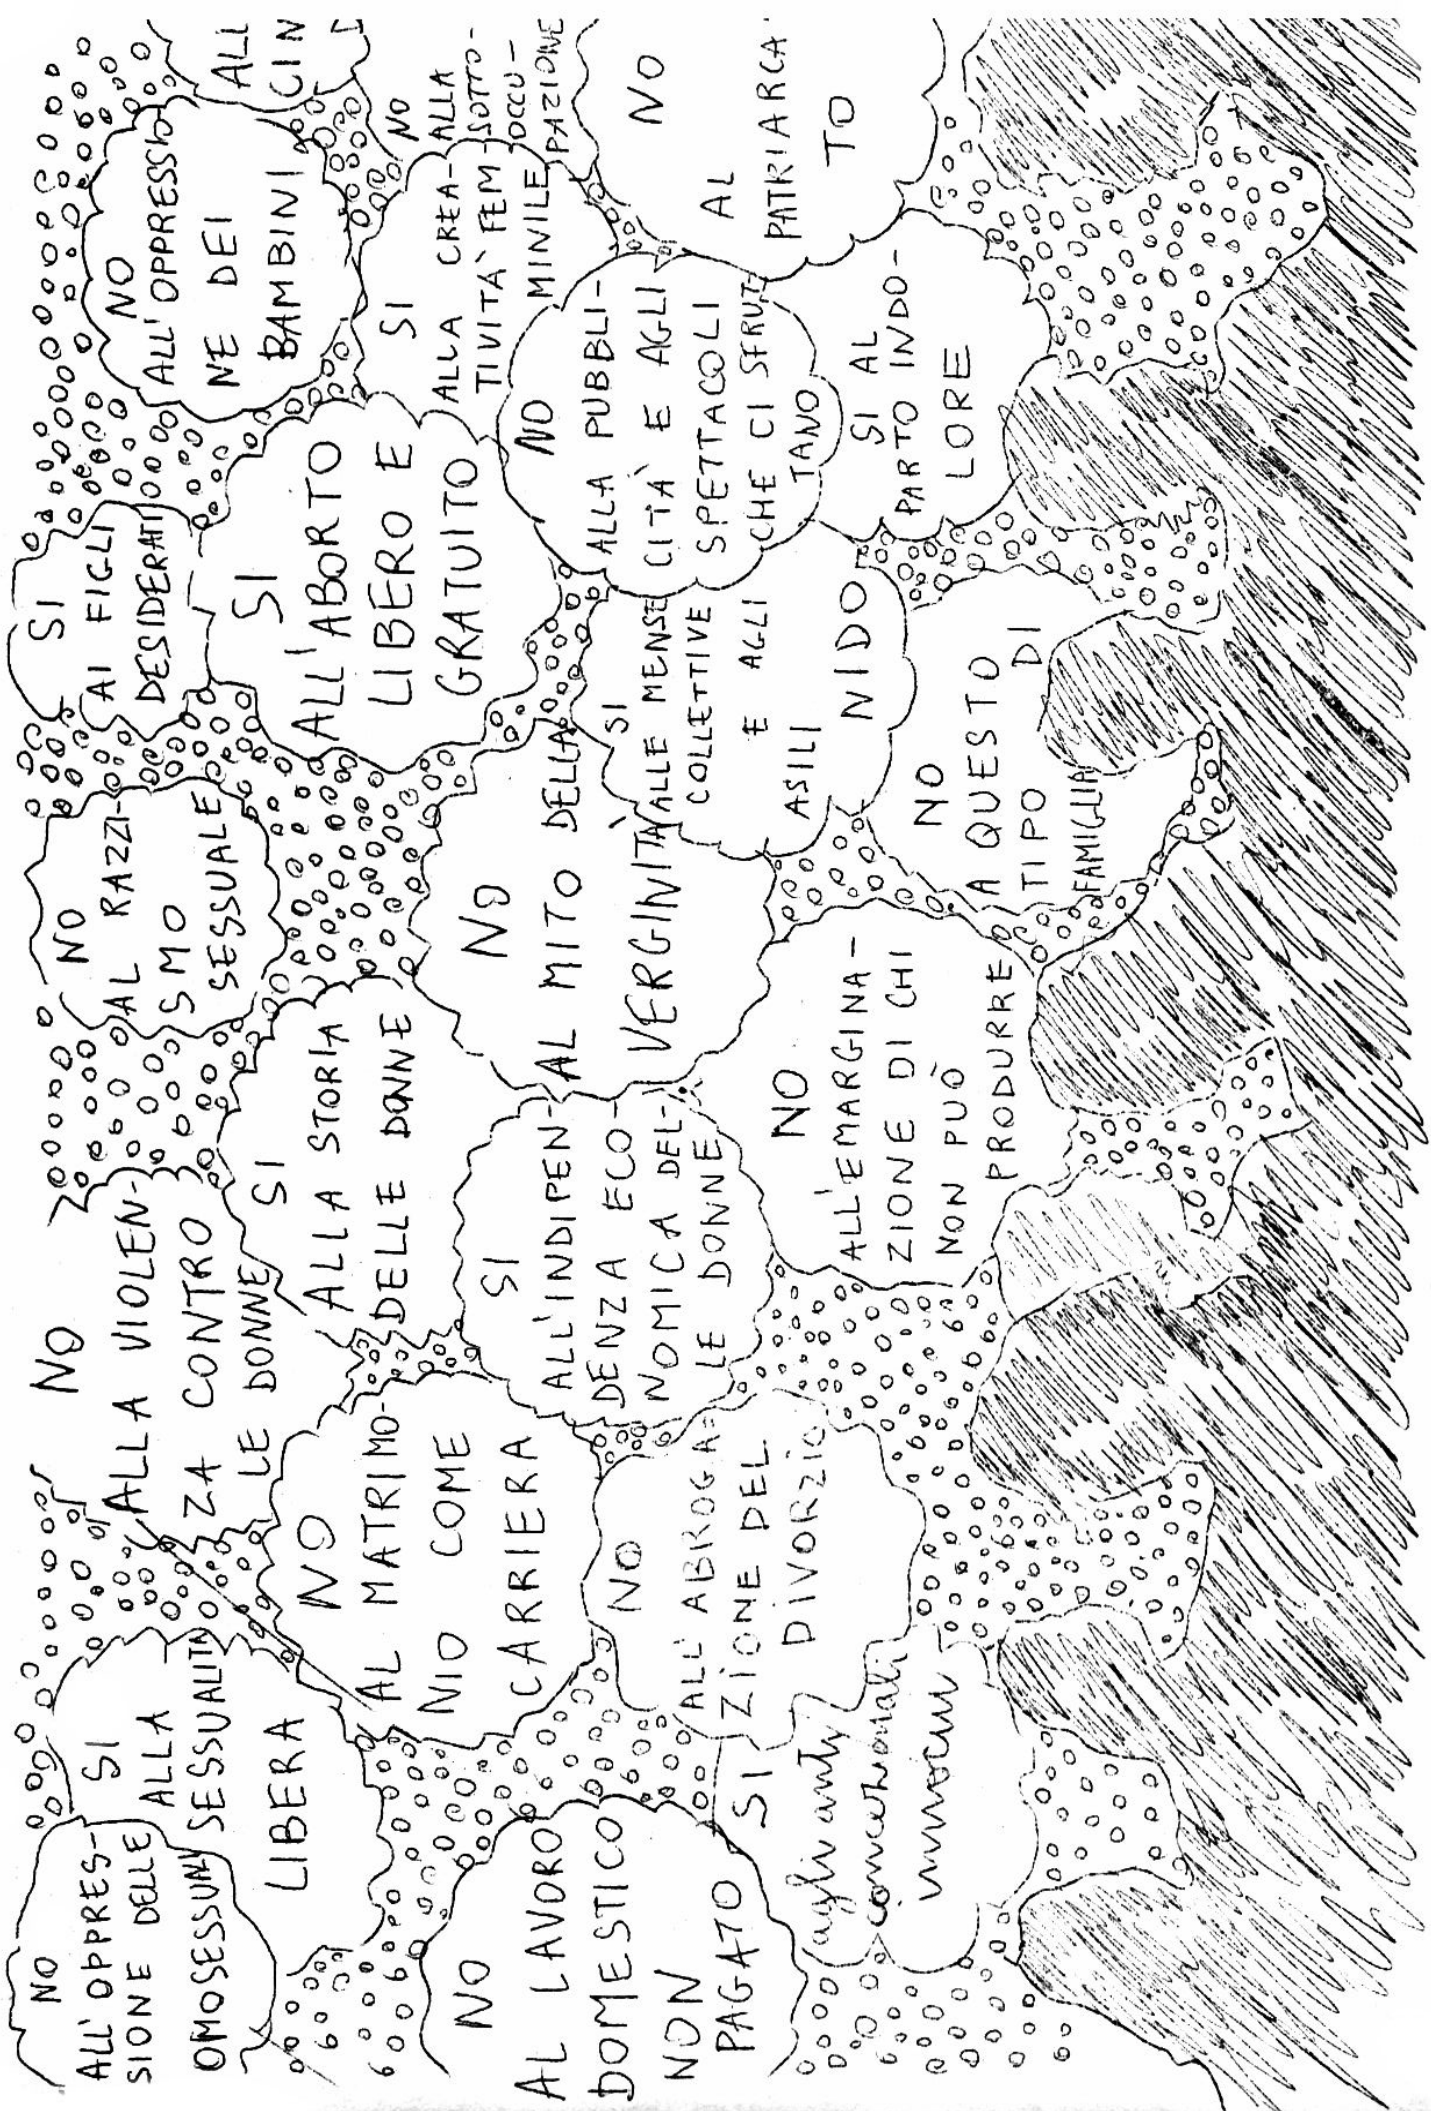 NO
ALL'OPPRES-
SIONE DELLE
OMOSESSUALI
SI
ALLA
SESSUALITÀ
LIBERA
NO
ALLA VIOLEN-
ZA CONTRO
LE DONNE
NO
AL RAZZI-
SMO
SESSUALE
SI
AI FIGLI
DESIDERATI
NO
ALL'OPPRESSIO
NE DEI
BAMBINI
ALL
CIN
NO
AL MATRIMO-
NIO COME
CARRIERA
SI
ALLA STORIA
DELLE DONNE
SI
ALL'ABORTO
LIBERO E
GRATUITO
SI
ALLA CREA-
TIVITÀ FEM
MINILE
NO
ALLA
SOTTO-
OCCU-
PAZIONE
NO
AL LAVORO
DOMESTICO
NON
PAGATO
NO
ALL'ABROGA=
ZIONE DEL
DIVORZIO
SI
ALL'INDIPEN-
DENZA ECO-
NOMICA DEL-
LE DONNE
NO
AL MITO DELLA
VERGINITÀ
SI
ALLE MENSE
COLLETTIVE
E AGLI
ASILI NIDO
NO
ALLA PUBBLI-
CITÀ E AGLI
SPETTACOLI
CHE CI SFRUT-
TANO
NO
AL
PATRIARCA
TO
SI
agli anty
concezionali
innocui
NO
ALL'EMARGINA-
ZIONE DI CHI
NON PUÒ
PRODURRE
NO
A QUESTO
TIPO DI
FAMIGLIA
SI AL
PARTO INDO-
LORE